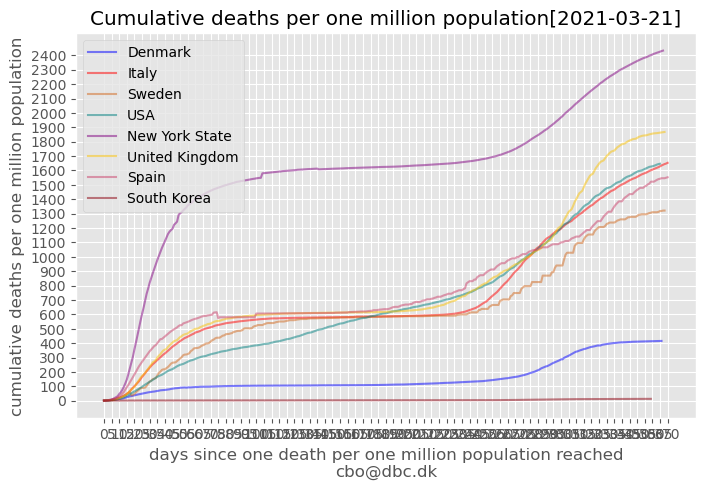 Cumulative deaths per one million population[2021-03-21]
cumulative deaths per one million population
2400
2300
2200
2100
2000
1900
1800
1700
1600
1500
1400
1300
1200
1100
1000
900
800
700
600
500
400
300
200
100
0
Denmark
Italy
Sweden
USA
New York State
United Kingdom
Spain
South Korea
days since one death per one million population reached
cbo@dbc.dk